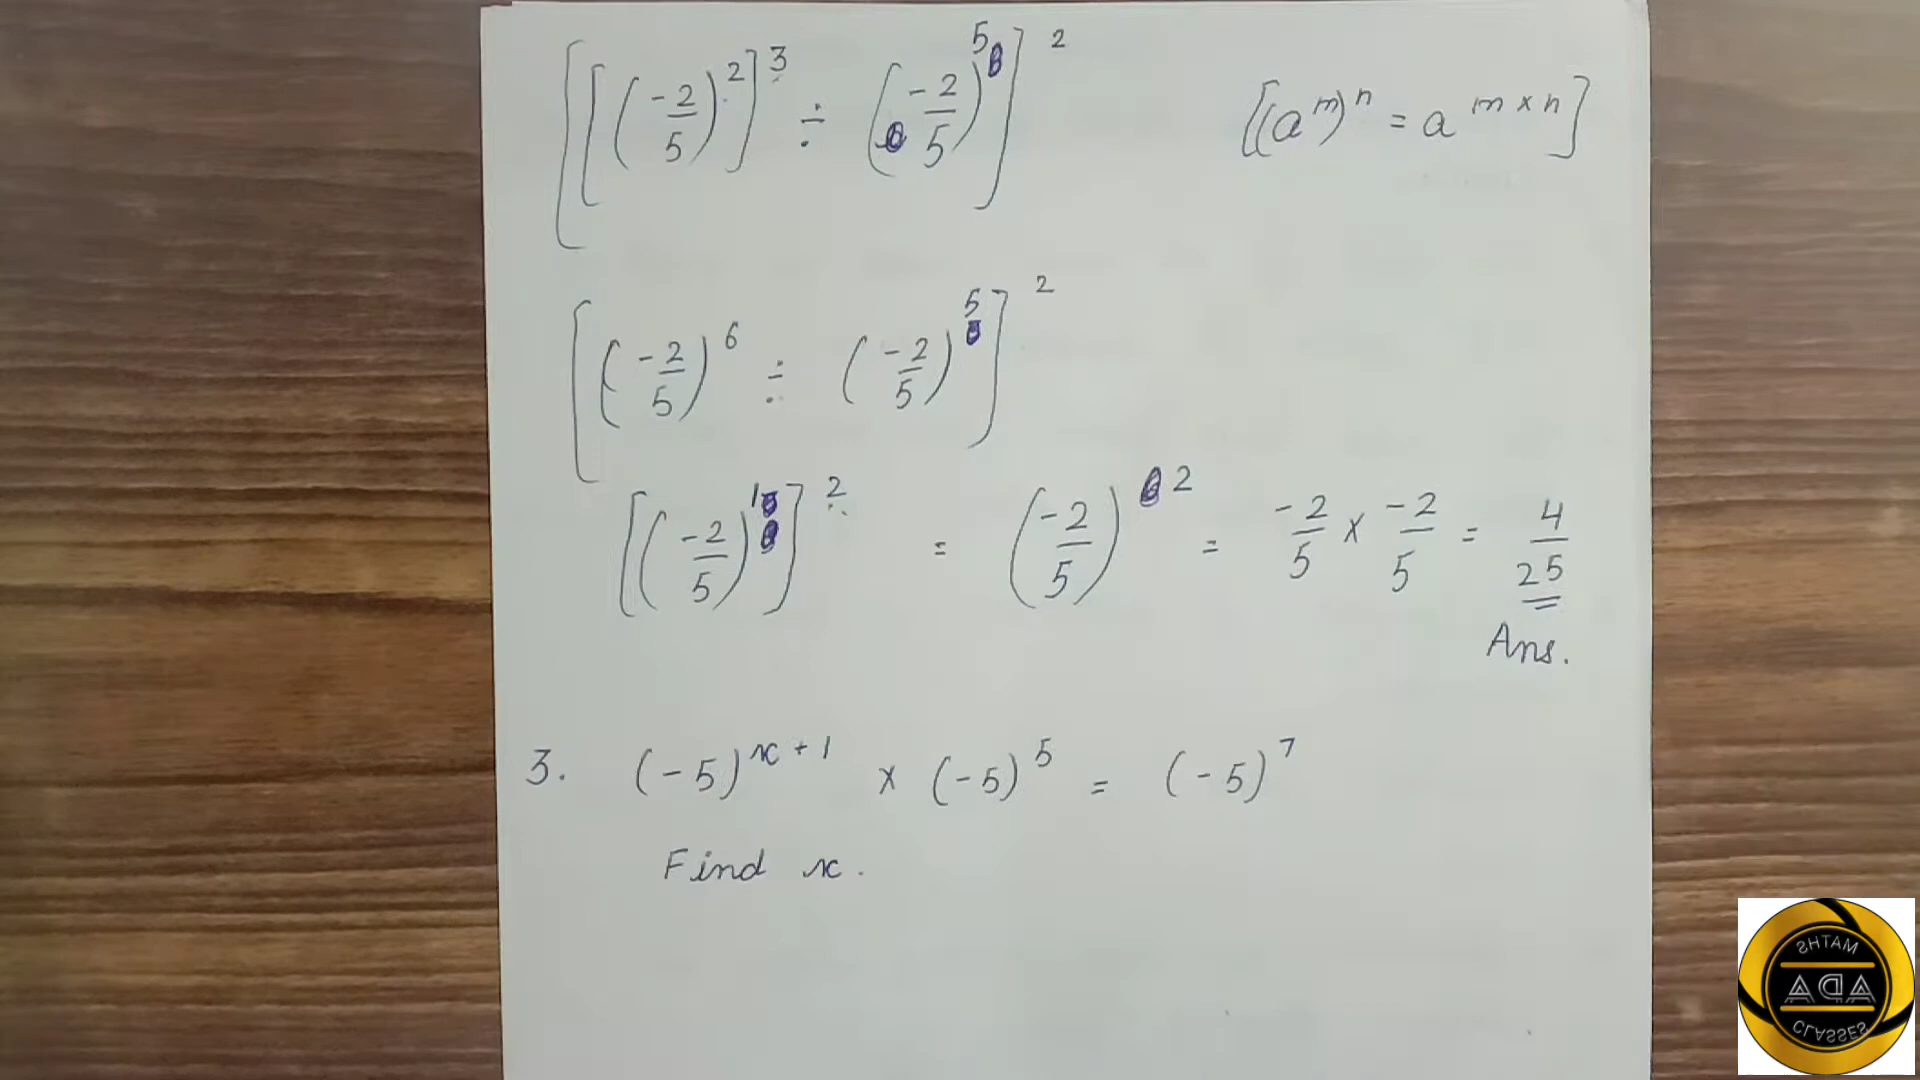 [[(-2/5)^2]^3 ÷ (-2/5)^5]^2 [(a^m)^n = a^m×n]
[(-2/5)^6 ÷ (-2/5)^5]^2
[(-2/5)^1]^2 = (-2/5)^2 = -2/5 × -2/5 = 4/25
Ans.
3. (-5)^x+1 × (-5)^5 = (-5)^7
Find x.
MATHS
ADA
CLASSES